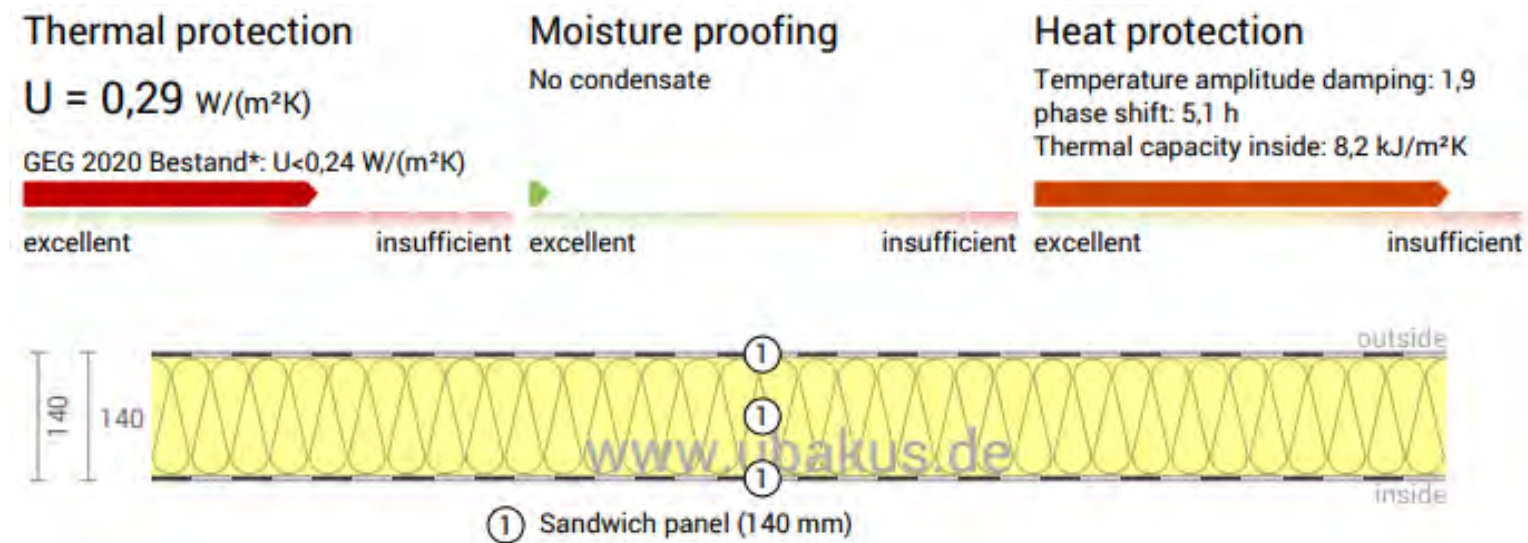 Thermal protection
U = 0,29 W/(m²K)
GEG 2020 Bestand*: U<0,24 W/(m²K)
excellent insufficient
Moisture proofing
No condensate
excellent insufficient
Heat protection
Temperature amplitude damping: 1,9
phase shift: 5,1 h
Thermal capacity inside: 8,2 kJ/m²K
excellent insufficient
outside
1
140 140
1
www.ubakus.de
1
inside
1 Sandwich panel (140 mm)